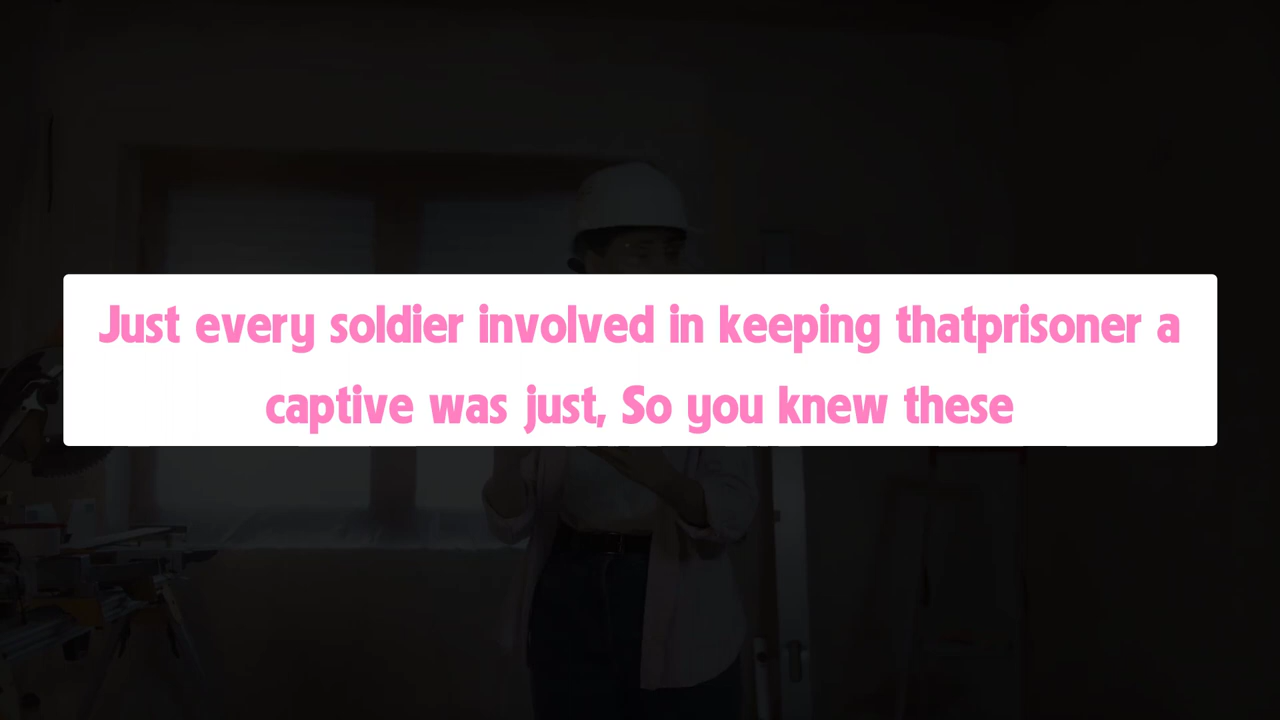 Just every soldier involved in keeping thatprisoner a
captive was just, So you knew these